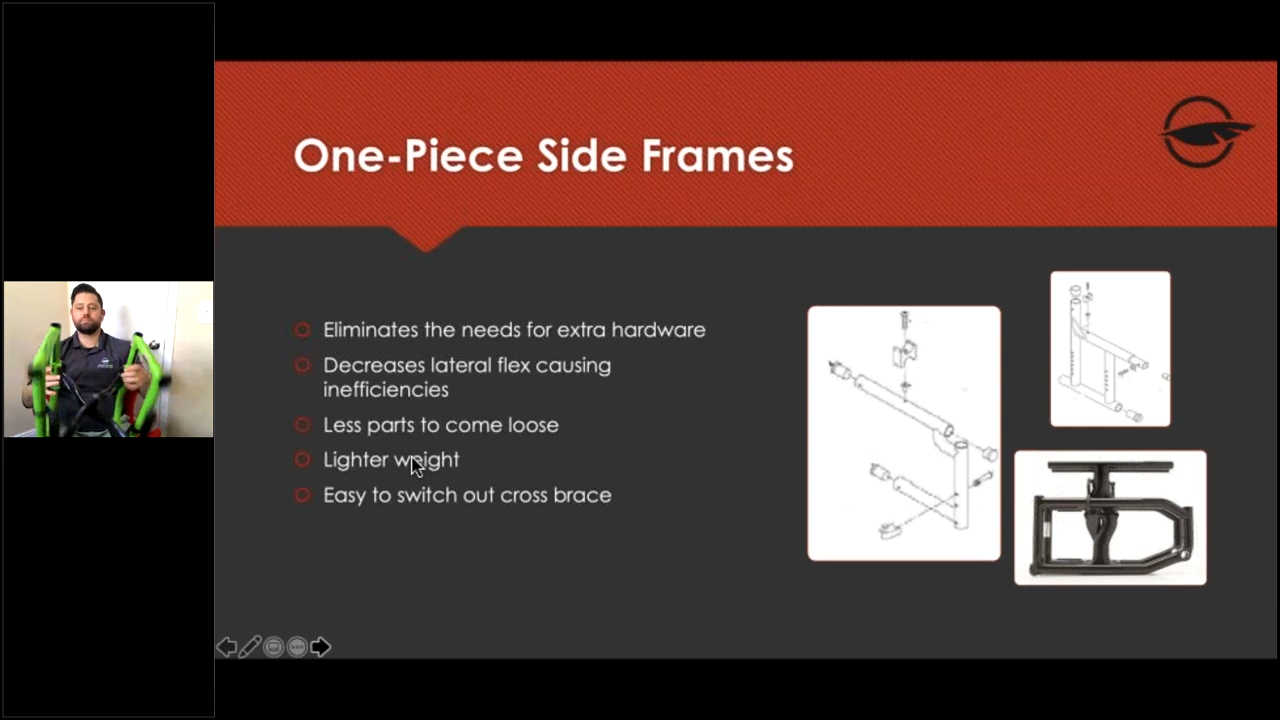 One-Piece Side Frames
Eliminates the needs for extra hardware
Decreases lateral flex causing
inefficiencies
Less parts to come loose
Lighter weight
Easy to switch out cross brace